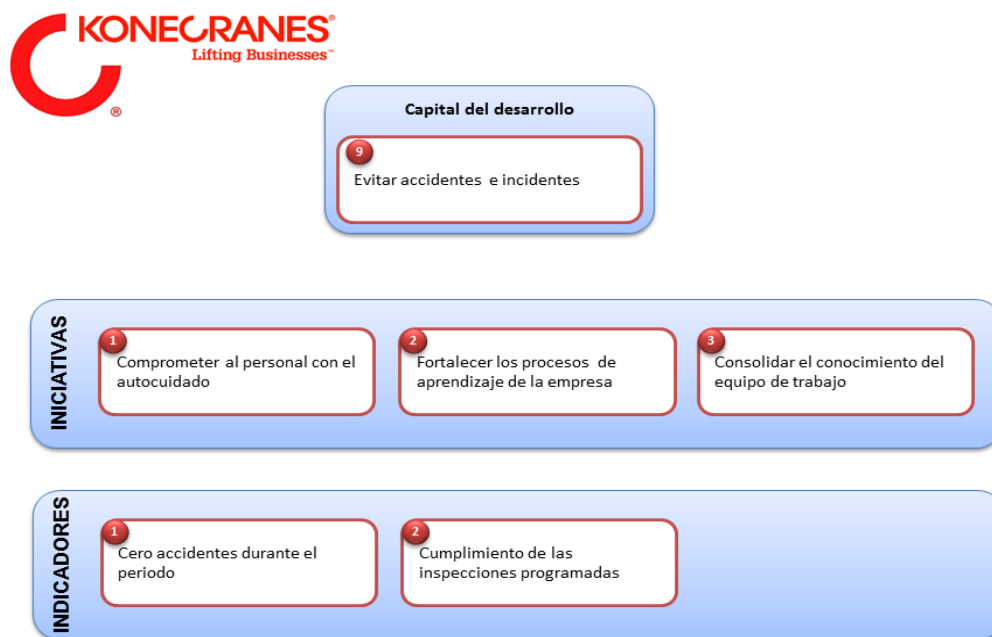 KONECRANES®
Lifting Businesses™
®
Capital del desarrollo
9
Evitar accidentes e incidentes
INICIATIVAS
1
Comprometer al personal con el
autocuidado
2
Fortalecer los procesos de
aprendizaje de la empresa
3
Consolidar el conocimiento del
equipo de trabajo
INDICADORES
1
Cero accidentes durante el
periodo
2
Cumplimiento de las
inspecciones programadas